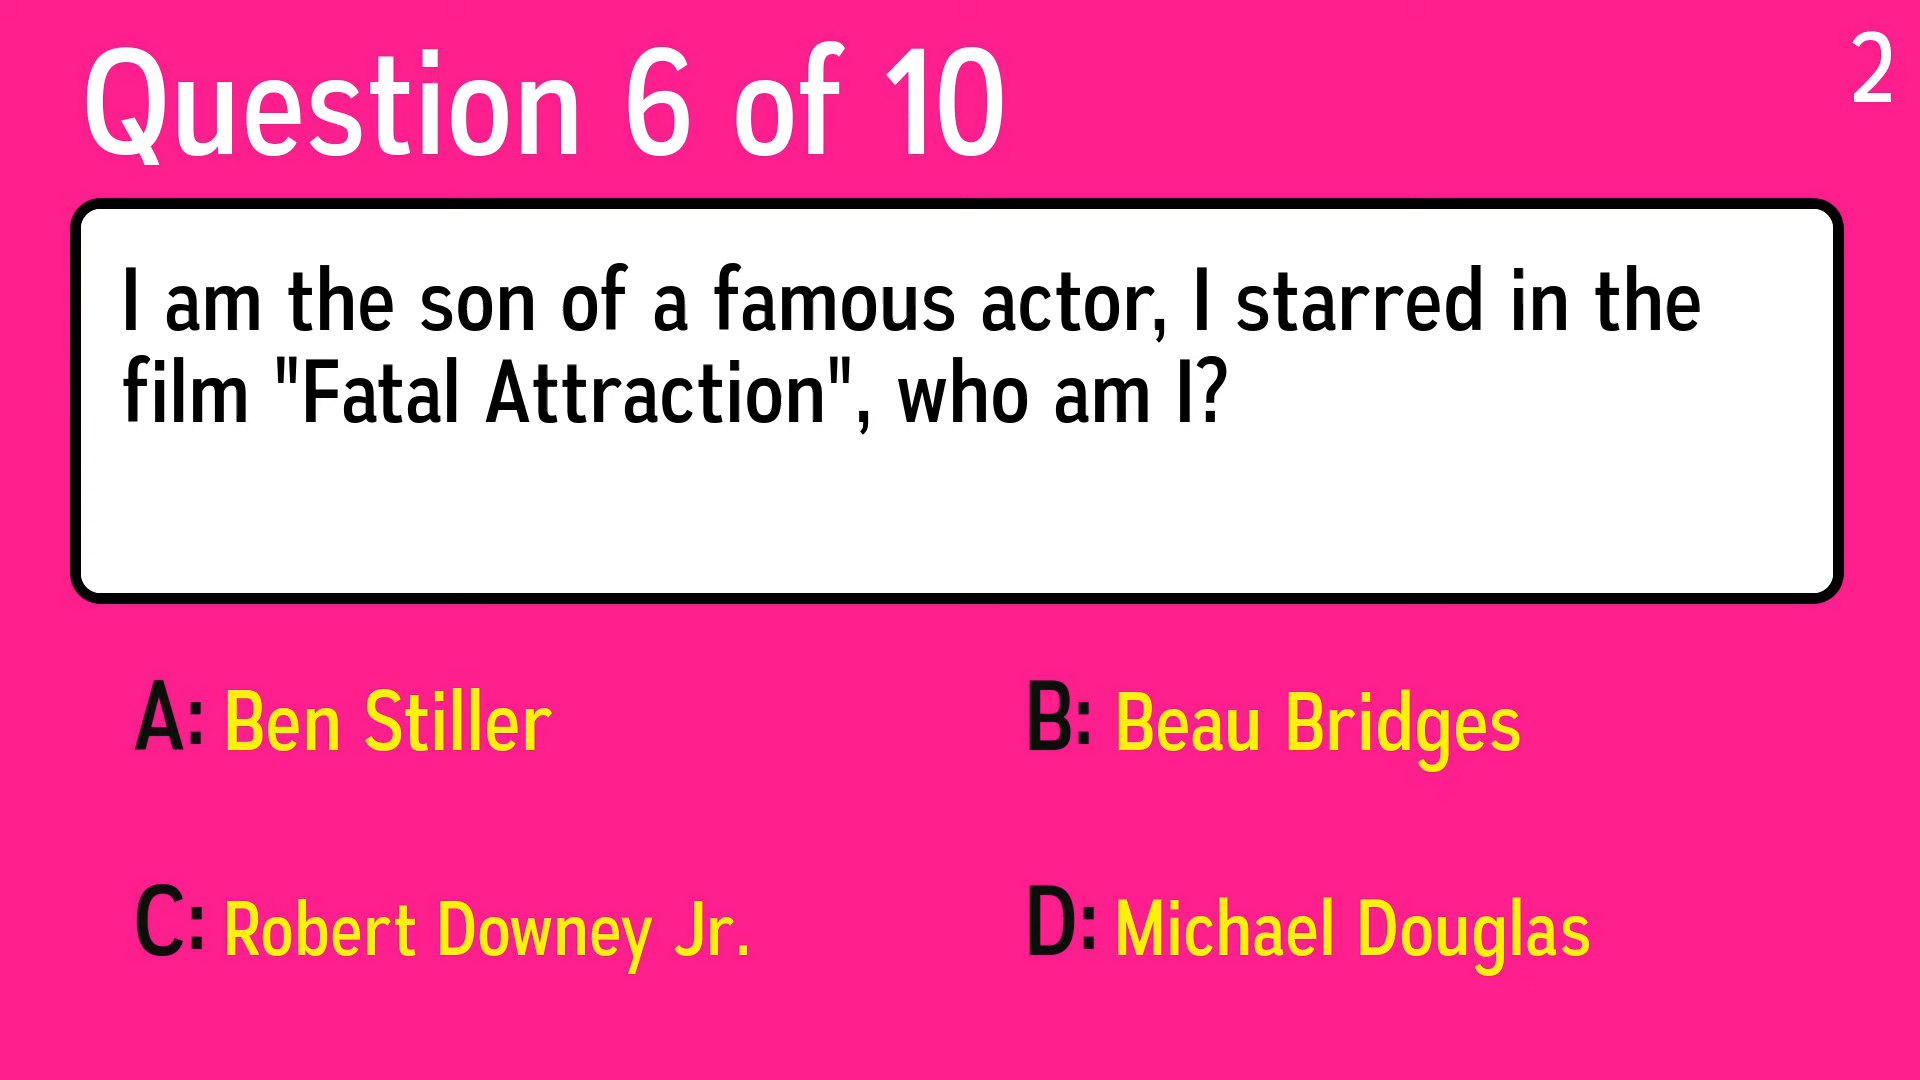 Question 6 of 10
2
I am the son of a famous actor, I starred in the
film "Fatal Attraction", who am I?
A: Ben Stiller
B: Beau Bridges
C: Robert Downey Jr.
D: Michael Douglas